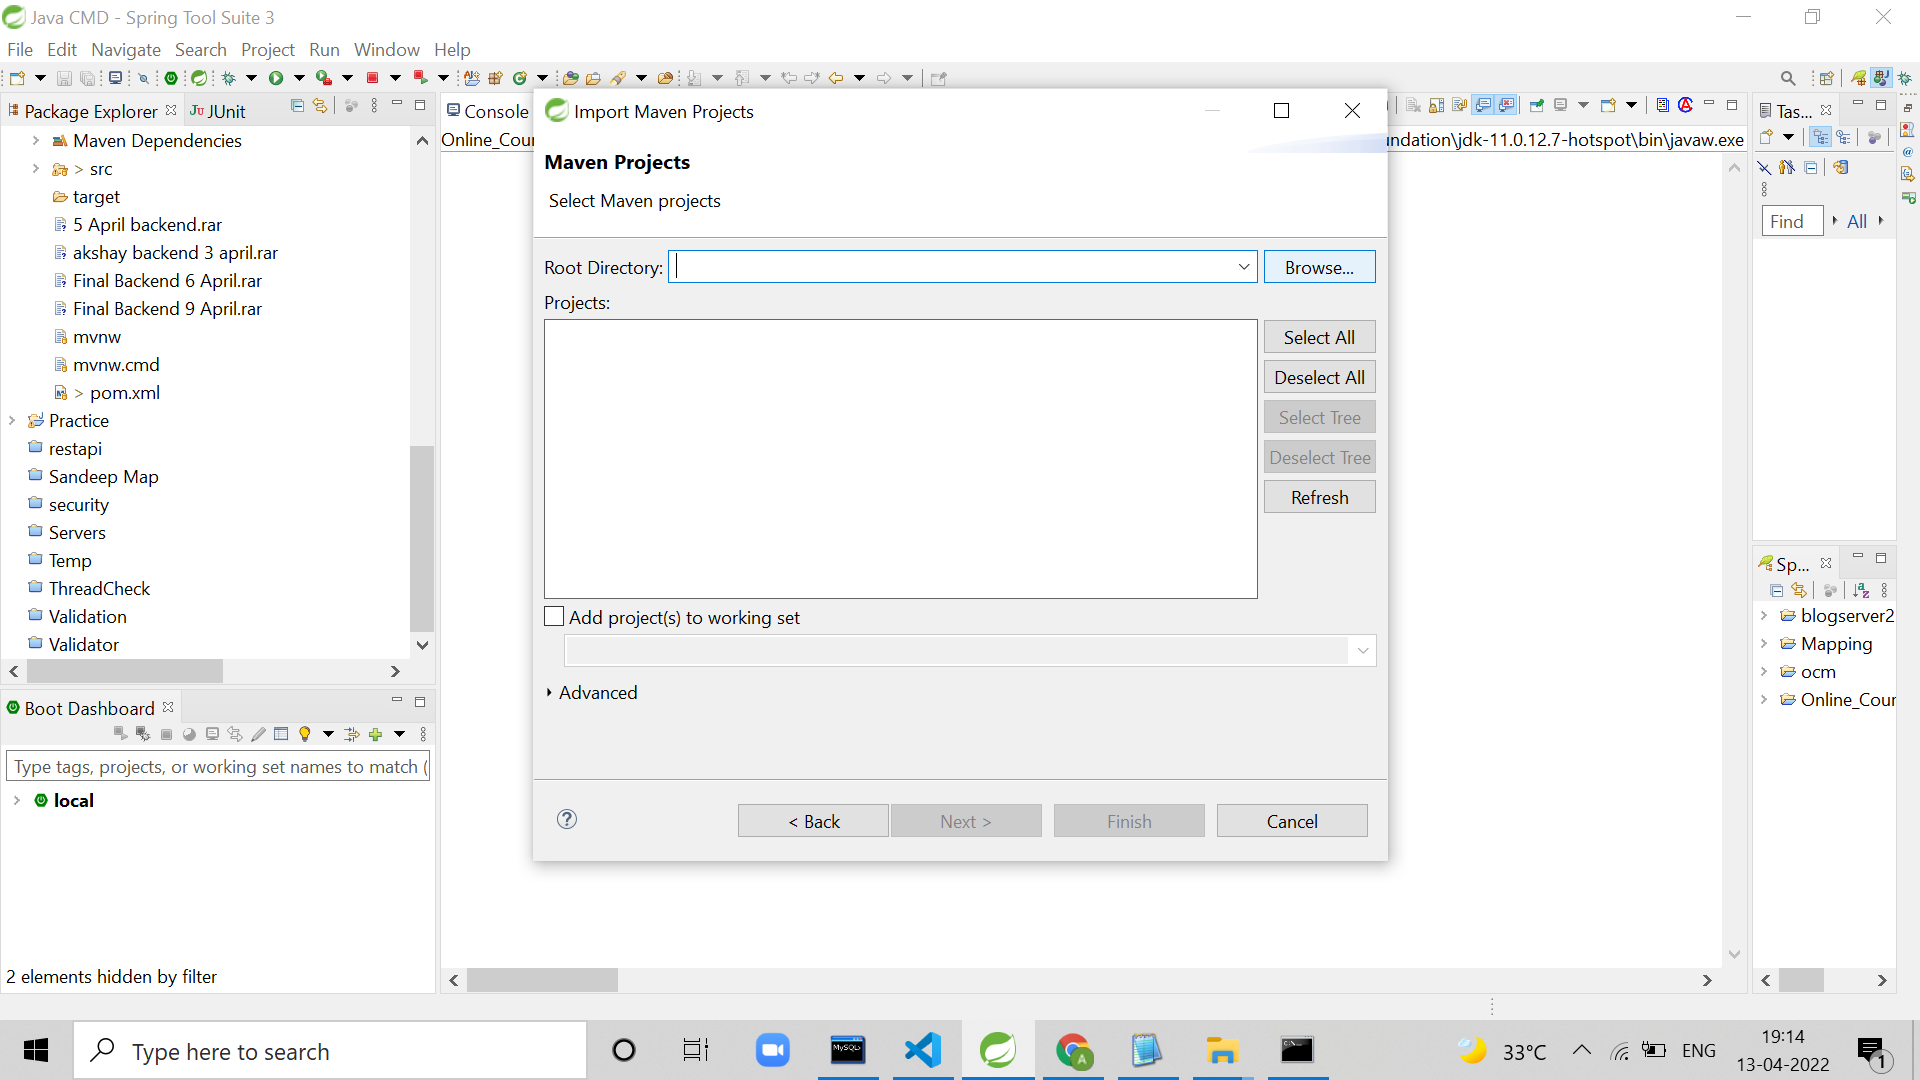 Java CMD - Spring Tool Suite 3
File Edit Navigate Search Project Run Window Help
Package Explorer
JUnit
Maven Dependencies
> src
target
5 April backend.rar
akshay backend 3 april.rar
Final Backend 6 April.rar
Final Backend 9 April.rar
mvnw
mvnw.cmd
> pom.xml
Practice
restapi
Sandeep Map
security
Servers
Temp
ThreadCheck
Validation
Validator
Boot Dashboard
Type tags, projects, or working set names to match (
local
2 elements hidden by filter
Console
Online_Cour
ndation\jdk-11.0.12.7-hotspot\bin\javaw.exe
Import Maven Projects
Maven Projects
Select Maven projects
Root Directory:
Browse...
Projects:
Select All
Deselect All
Select Tree
Deselect Tree
Refresh
Add project(s) to working set
Advanced
< Back
Next >
Finish
Cancel
Tas...
Find
All
Sp...
blogserver2
Mapping
ocm
Online_Cour
Type here to search
MySQL
A
33°C
ENG
19:14
13-04-2022
1